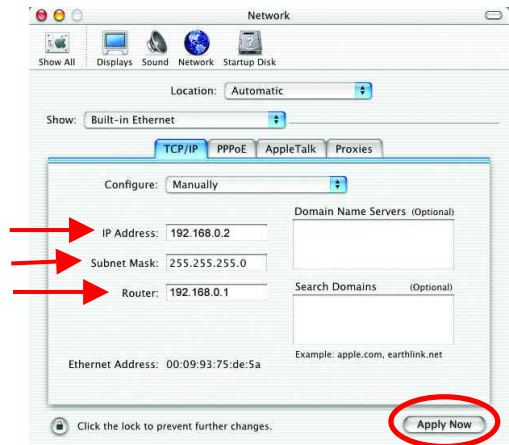 Network
Show All Displays Sound Network Startup Disk
Location: Automatic
Show: Built-in Ethernet
TCP/IP PPPoE AppleTalk Proxies
Configure: Manually
Domain Name Servers (Optional)
IP Address: 192.168.0.2
Subnet Mask: 255.255.255.0
Router: 192.168.0.1
Search Domains (Optional)
Example: apple.com, earthlink.net
Ethernet Address: 00:09:93:75:de:5a
Click the lock to prevent further changes.
Apply Now